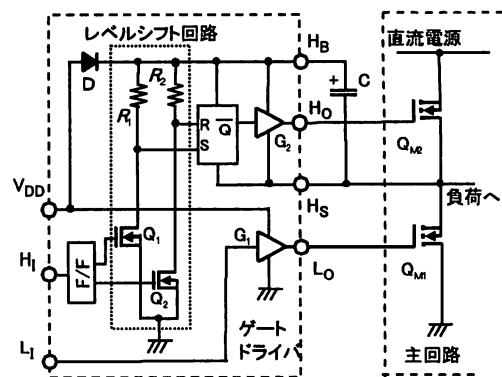 レベルシフト回路
H_B
直流電源
D
R_1
R_2
+
C
R
S
Q̅
G_2
H_O
Q_M2
V_DD
H_S
負荷へ
Q_1
G_1
H_I
F/F
Q_2
L_O
Q_M1
L_I
ゲート
ドライバ
主回路